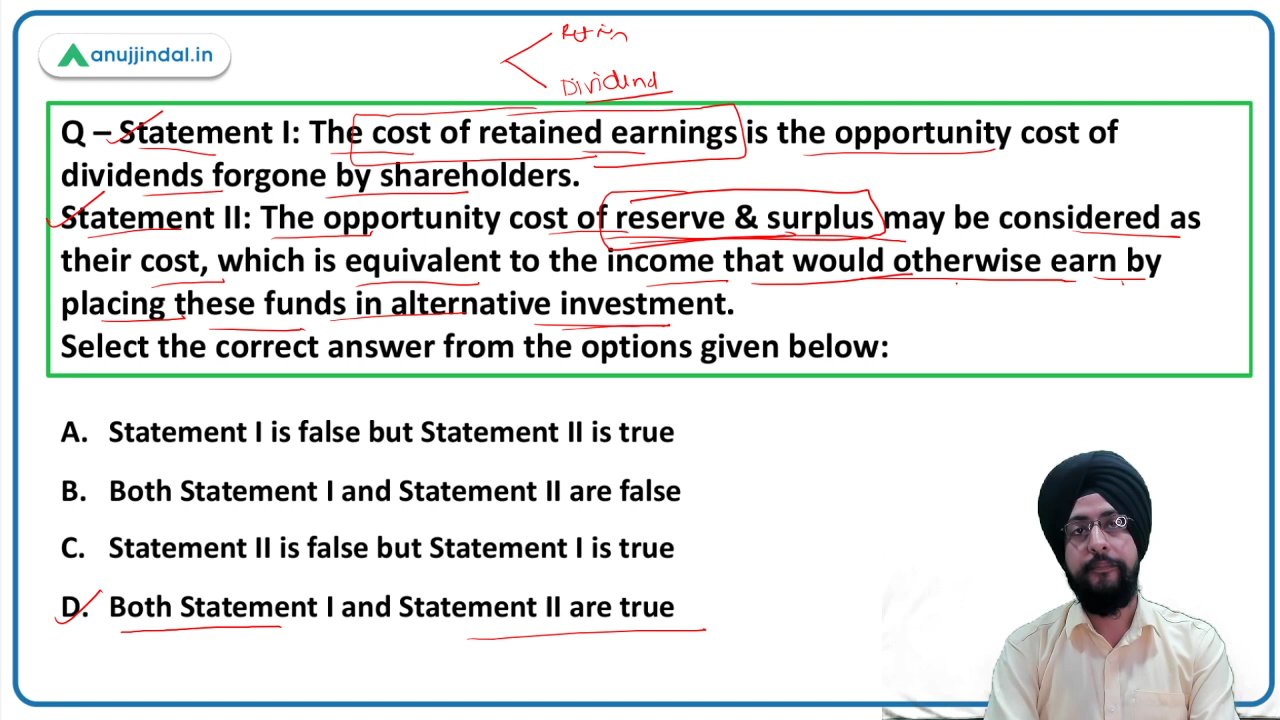 anujjindal.in
Dividend
Q – Statement I: The cost of retained earnings is the opportunity cost of
dividends forgone by shareholders.
Statement II: The opportunity cost of reserve & surplus may be considered as
their cost, which is equivalent to the income that would otherwise earn by
placing these funds in alternative investment.
Select the correct answer from the options given below:
A. Statement I is false but Statement II is true
B. Both Statement I and Statement II are false
C. Statement II is false but Statement I is true
D. Both Statement I and Statement II are true